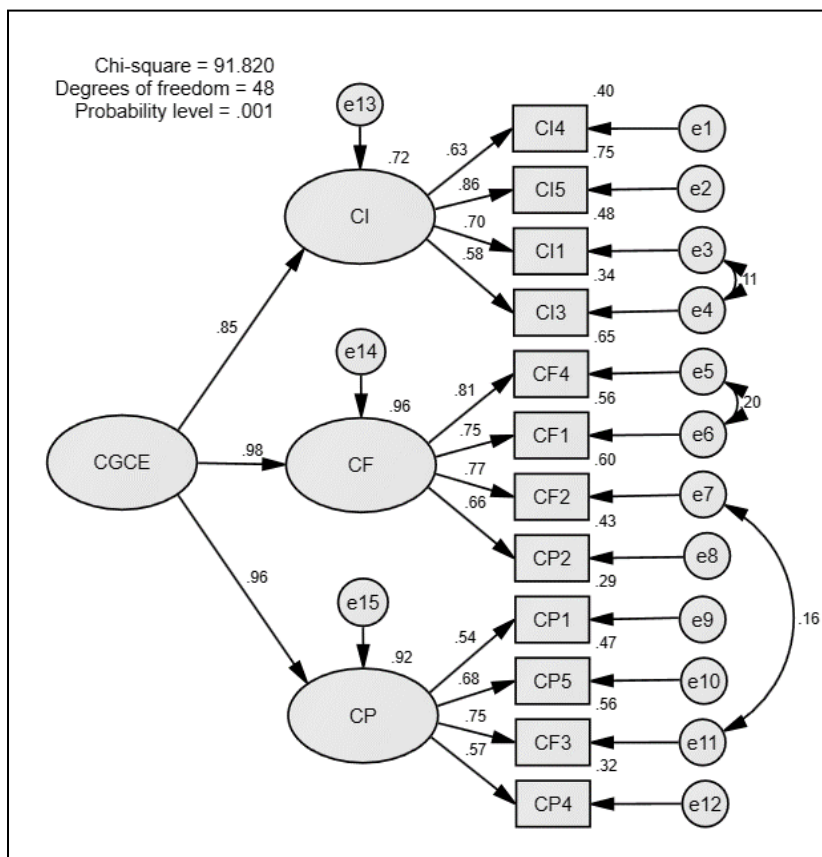 Chi-square = 91.820
Degrees of freedom = 48
Probability level = .001
e13
.72
CI
.63
.86
.70
.58
.40
CI4
e1
.75
CI5
e2
.48
CI1
e3
.34
CI3
e4
.11
.85
e14
.96
CF
.81
.75
.77
.66
.65
CF4
e5
.56
CF1
e6
.20
.60
CF2
e7
.43
CP2
e8
CGCE
.98
.96
e15
.92
CP
.54
.68
.75
.57
.29
CP1
e9
.47
CP5
e10
.56
CF3
e11
.32
CP4
e12
.16